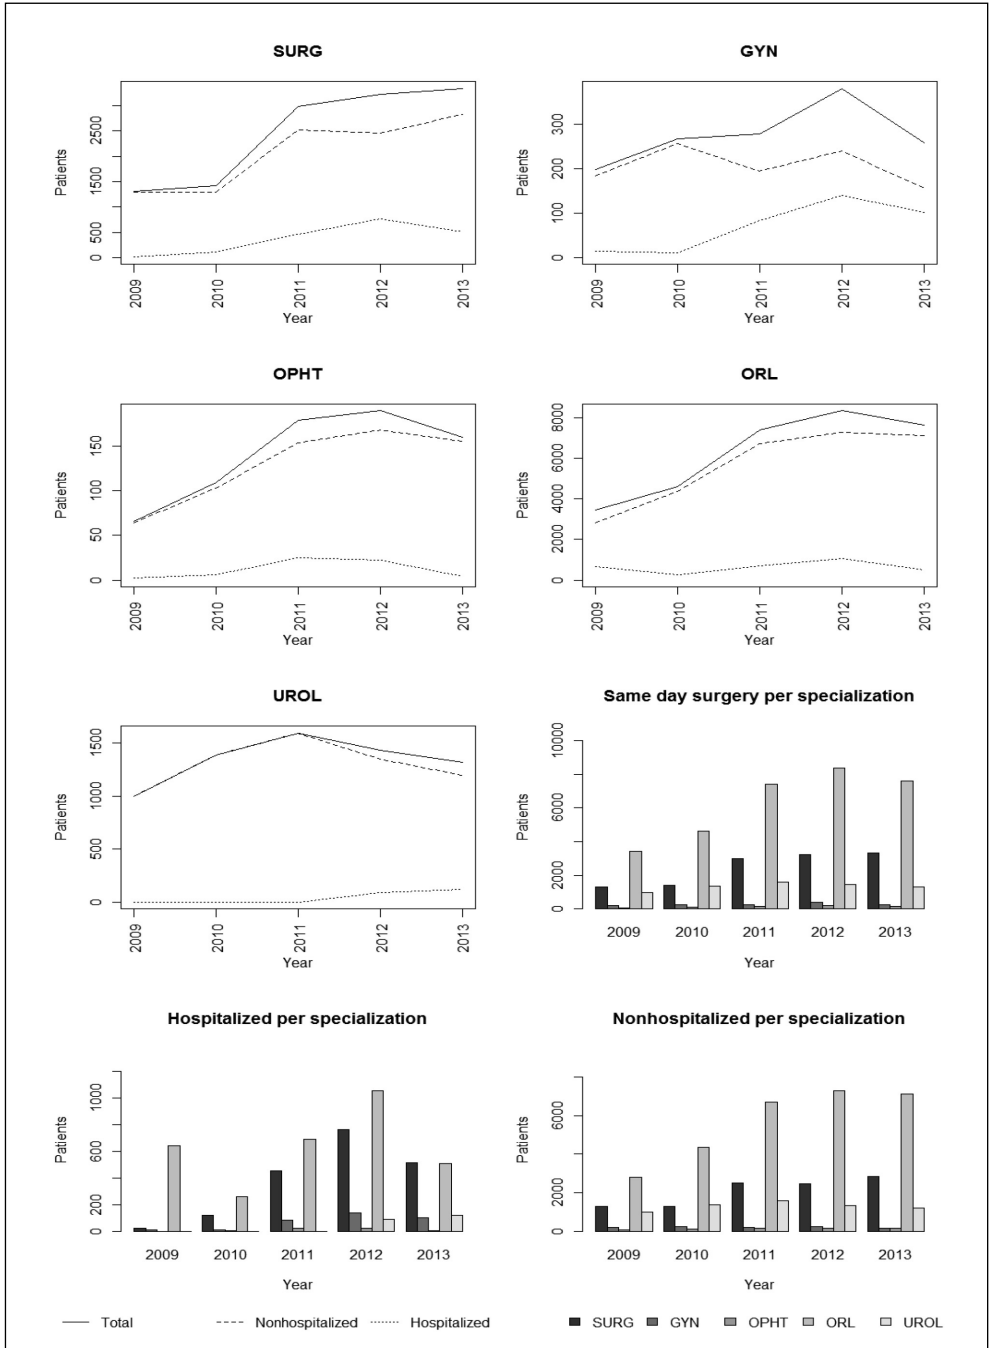 SURG
Patients
2500
1500
500
0
2009
2010
2011
2012
2013
Year
GYN
Patients
300
200
100
0
2009
2010
2011
2012
2013
Year
OPHT
Patients
150
100
50
0
2009
2010
2011
2012
2013
Year
ORL
Patients
8000
6000
4000
2000
0
2009
2010
2011
2012
2013
Year
UROL
Patients
1500
1000
500
0
2009
2010
2011
2012
2013
Year
Same day surgery per specialization
Patients
10000
6000
2000
0
2009 2010 2011 2012 2013
Year
Hospitalized per specialization
Patients
1000
600
200
0
2009 2010 2011 2012 2013
Year
Nonhospitalized per specialization
Patients
6000
2000
0
2009 2010 2011 2012 2013
Year
Total Nonhospitalized Hospitalized
SURG GYN OPHT ORL UROL